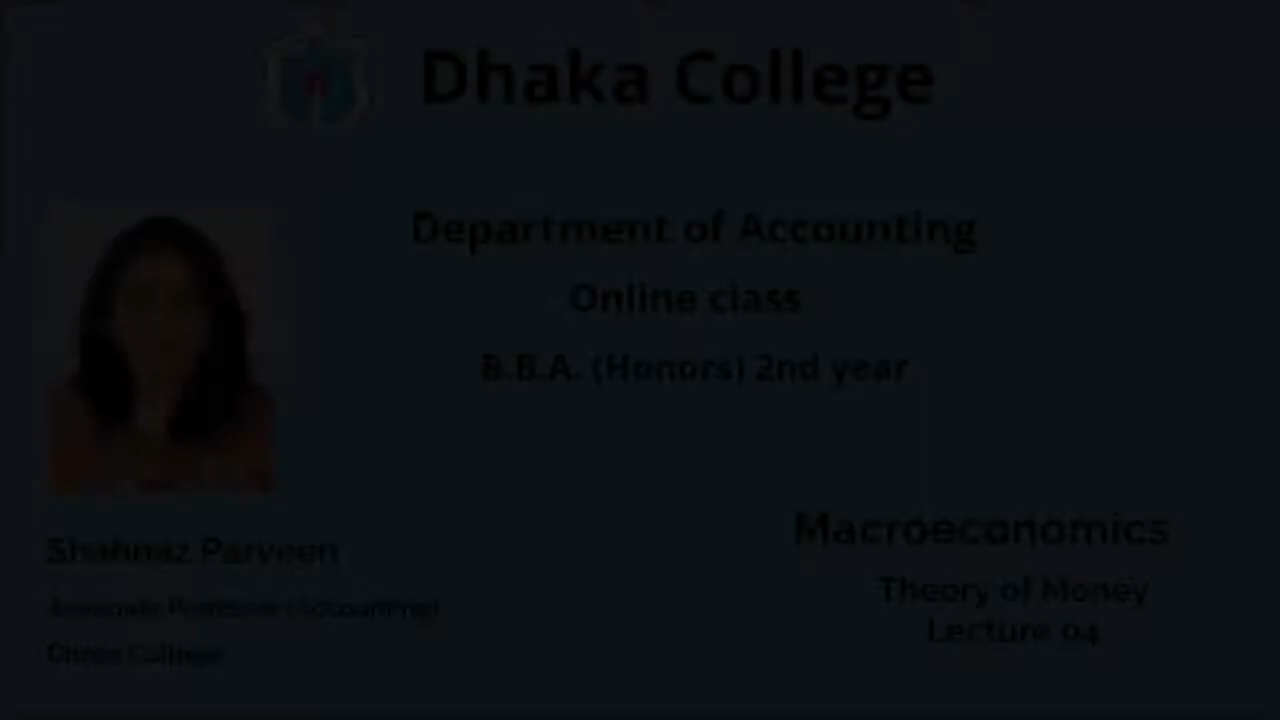 Dhaka College
Department of Accounting
Online class
B.B.A. (Honors) 2nd year
Shahnaz Parveen
Associate Professor (Accounting)
Dhaka College
Macroeconomics
Theory of Money
Lecture 04